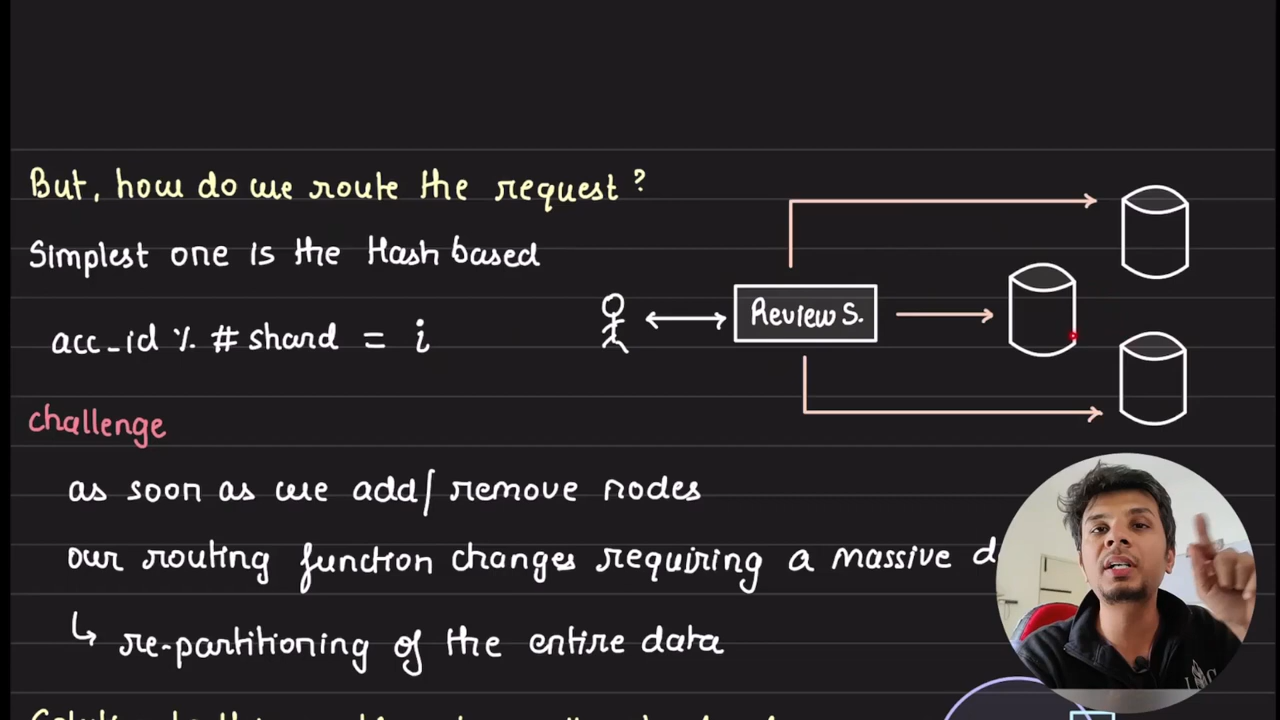 But, how do we route the request?
Simplest one is the Hash based
acc_id % # shard = i
Review S.
challenge
as soon as we add/remove nodes
our routing function changes requiring a massive
↳ re-partitioning of the entire data